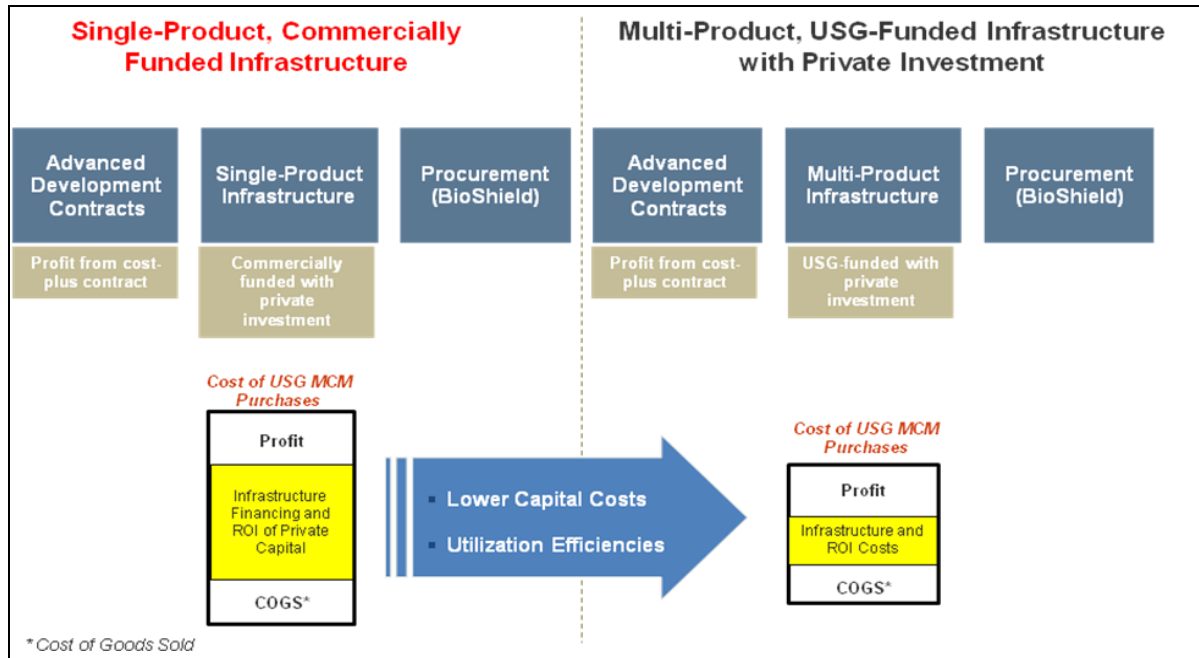 Single-Product, Commercially
Funded Infrastructure
Multi-Product, USG-Funded Infrastructure
with Private Investment
Advanced
Development
Contracts
Single-Product
Infrastructure
Procurement
(BioShield)
Advanced
Development
Contracts
Multi-Product
Infrastructure
Procurement
(BioShield)
Profit from cost-
plus contract
Commercially
funded with
private
investment
Profit from cost-
plus contract
USG-funded with
private
investment
Cost of USG MCM
Purchases
Profit
Infrastructure
Financing and
ROI of Private
Capital
COGS*
▪ Lower Capital Costs
▪ Utilization Efficiencies
Cost of USG MCM
Purchases
Profit
Infrastructure and
ROI Costs
COGS*
* Cost of Goods Sold